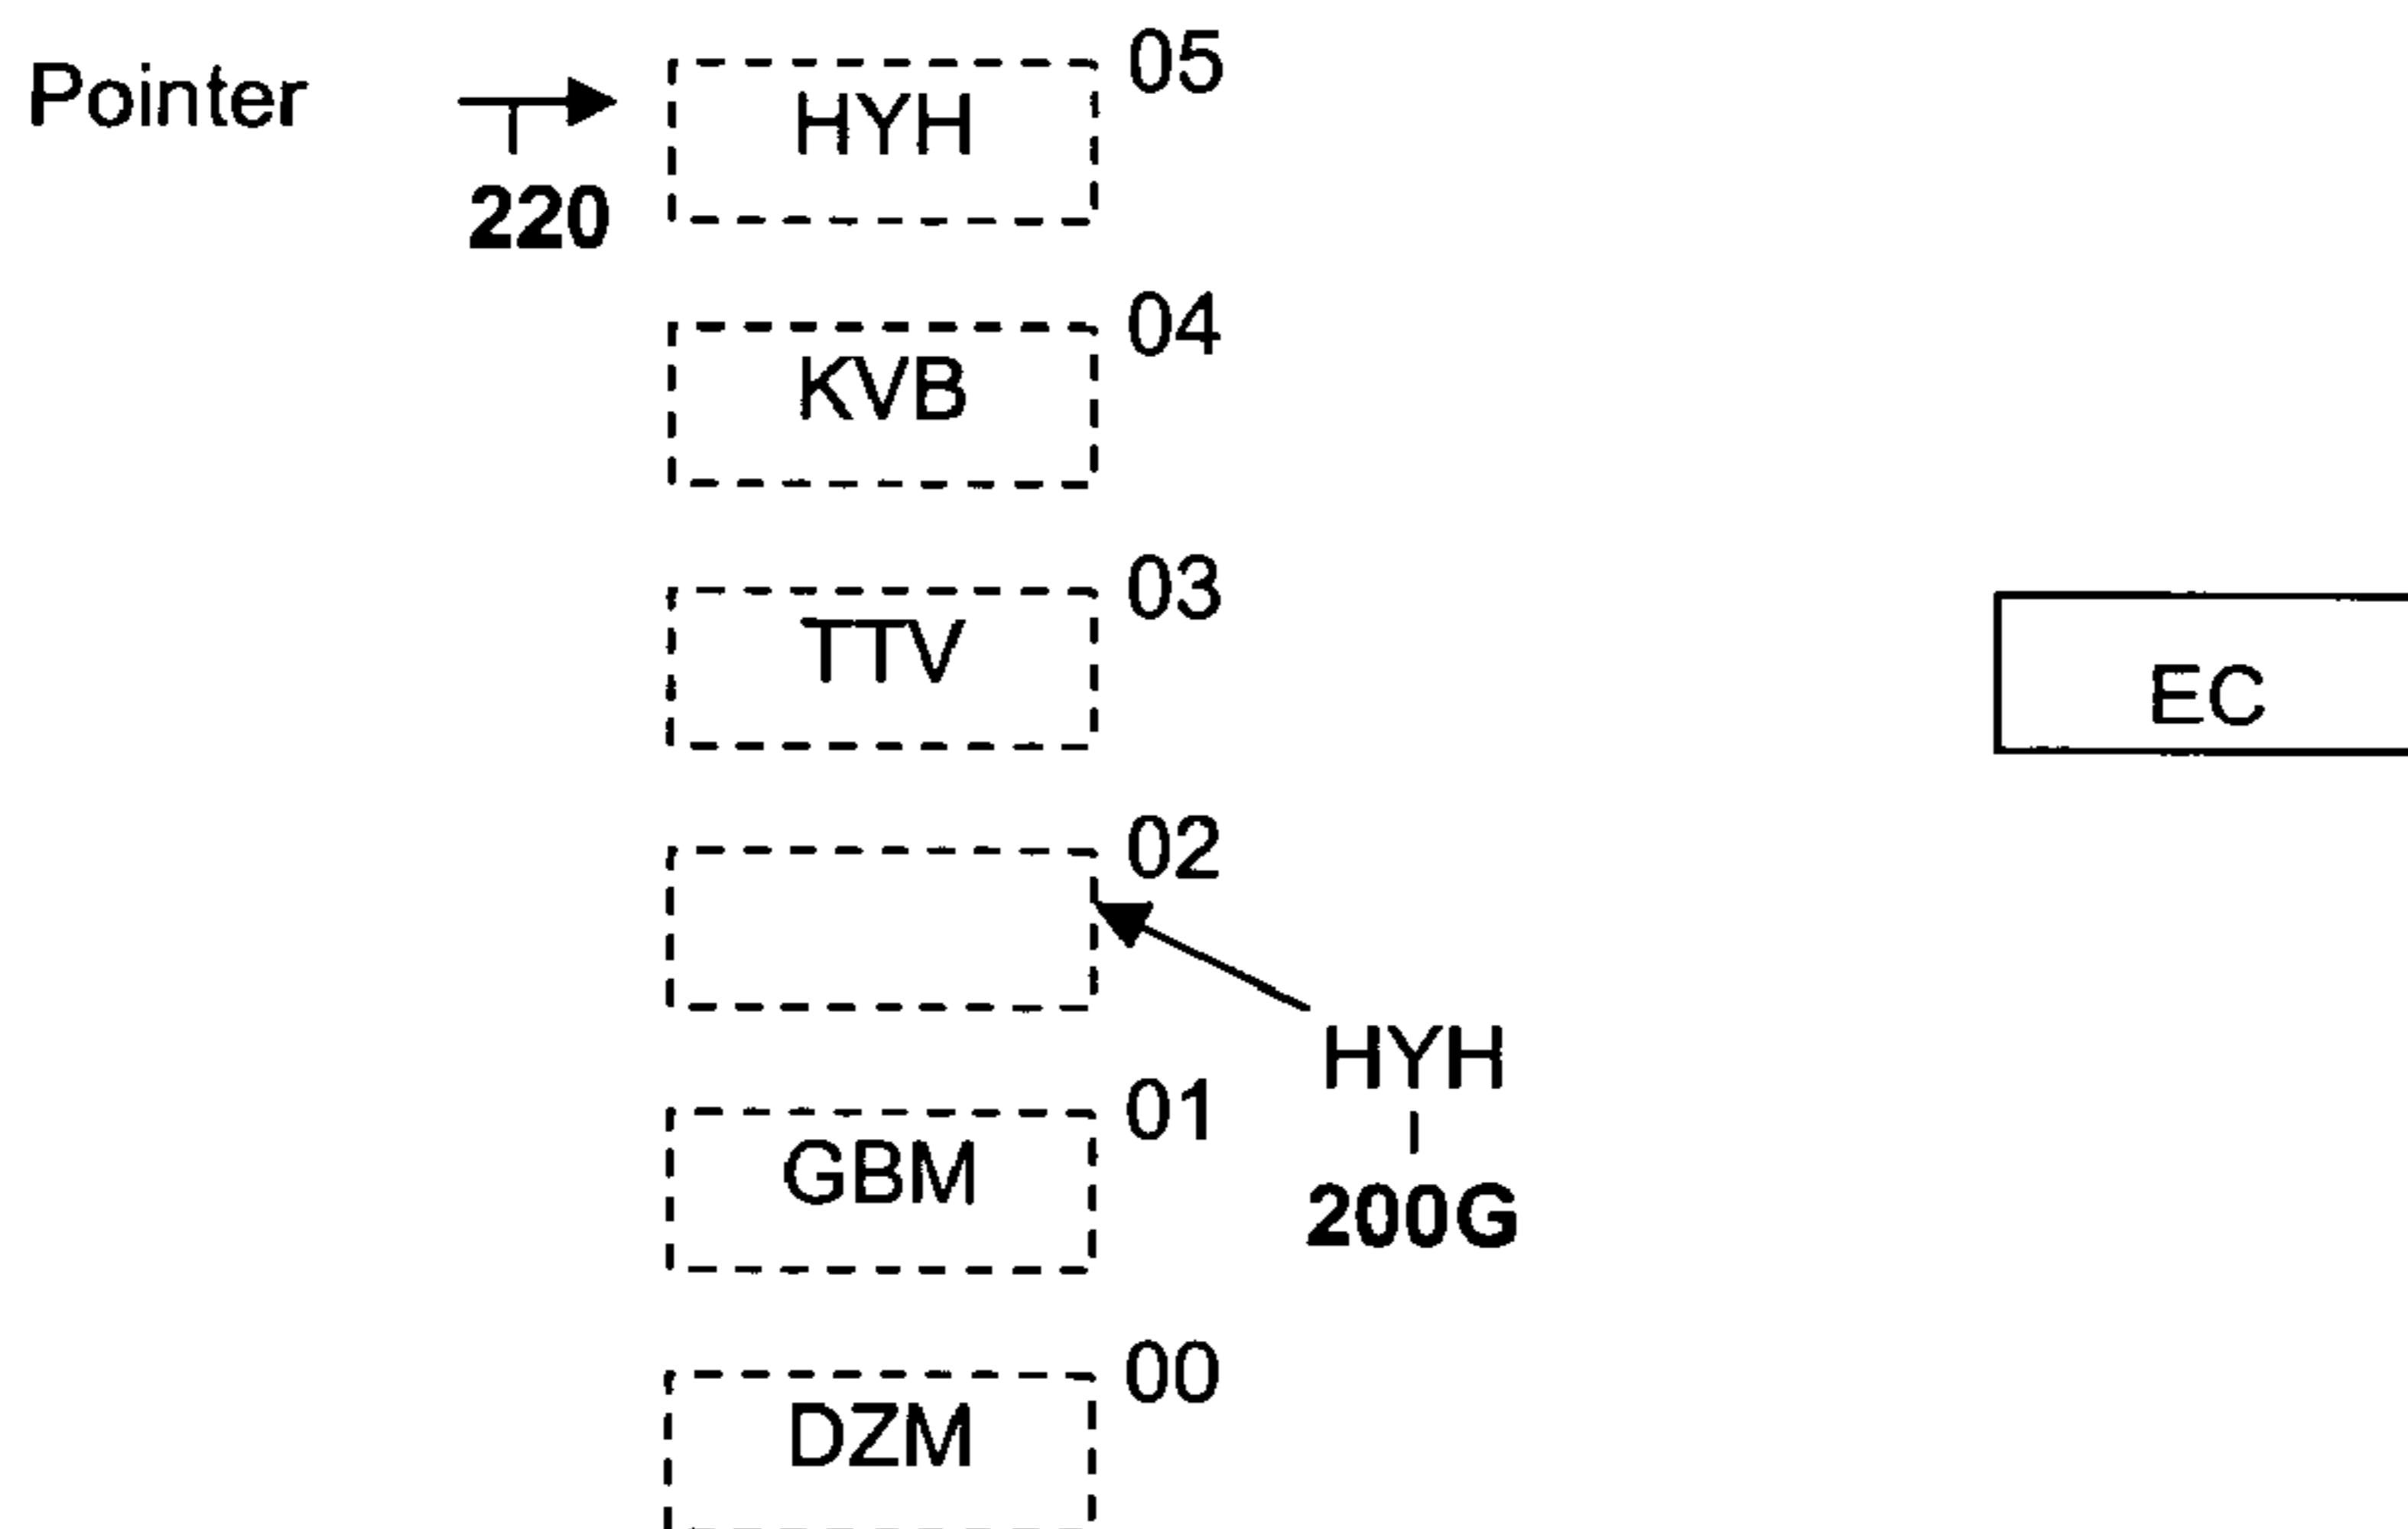 05
Pointer
HYH
220
04
KVB
03
TTV
EC
02
HYH
01
GBM
200G
00
DZM